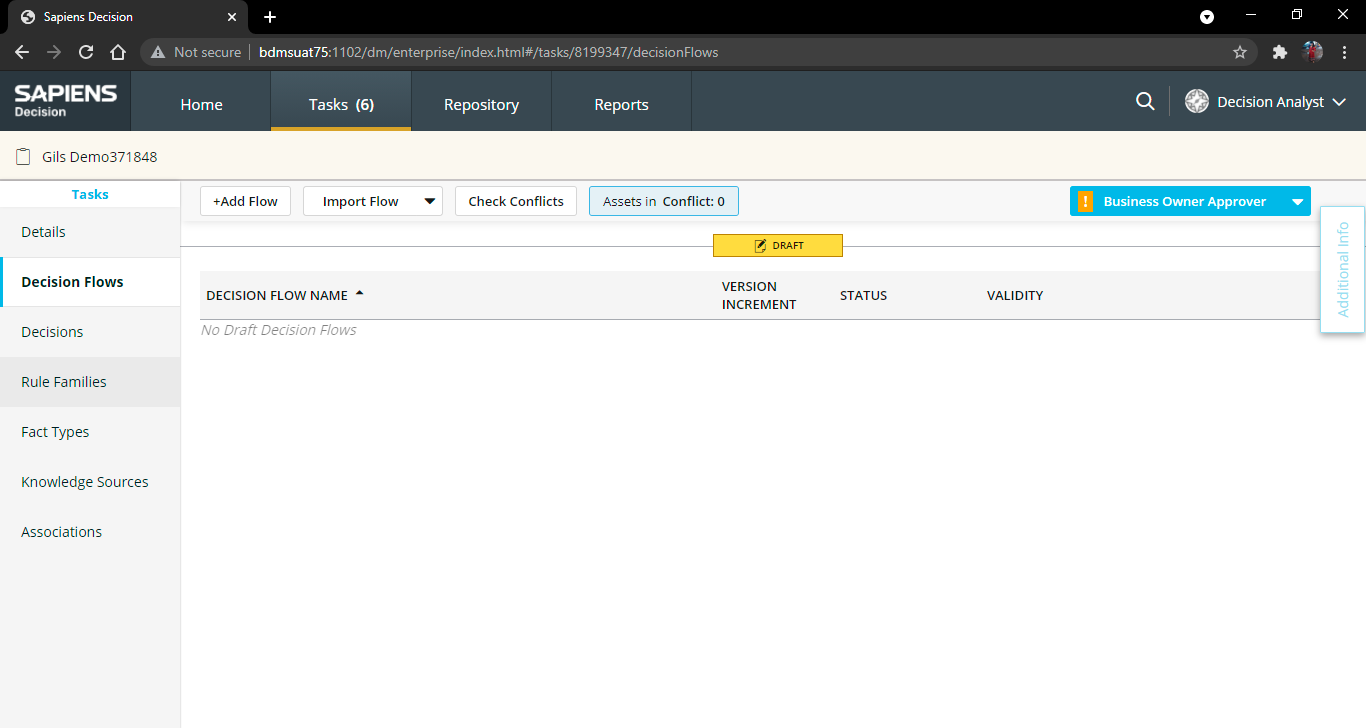 Sapiens Decision
Not secure
bdmsuat75:1102/dm/enterprise/index.html#/tasks/8199347/decisionFlows
SAPIENS
Decision
Home
Tasks (6)
Repository
Reports
Decision Analyst
Gils Demo371848
Tasks
+Add Flow
Import Flow
Check Conflicts
Assets in Conflict: 0
! Business Owner Approver
Additional Info
Details
DRAFT
Decision Flows
DECISION FLOW NAME
VERSION
INCREMENT
STATUS
VALIDITY
No Draft Decision Flows
Decisions
Rule Families
Fact Types
Knowledge Sources
Associations